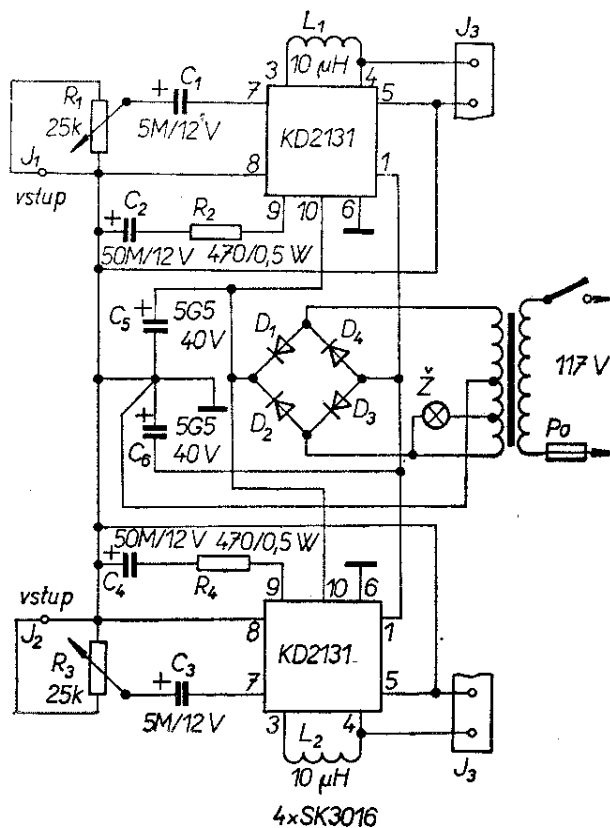 L₁
J₃
3
10 µH
4
C₁
+
7
5
R₁
25k
5M/12 V
KD2131
J₁
vstup
8
1
C₂
+
R₂
9
10
6
50M/12 V
470/0,5 W
C₅
+
5G5
40V
D₁
D₄
117 V
Ž
D₂
D₃
Po
+
C₆
5G5
40V
50M/12V
470/0,5 W
+
C₄
R₄
9
10
6
vstup
J₂
8
1
KD2131
R₃
25k
+
C₃
7
5
5M/12V
3
L₂
4
10 µH
J₃
4xSK3016